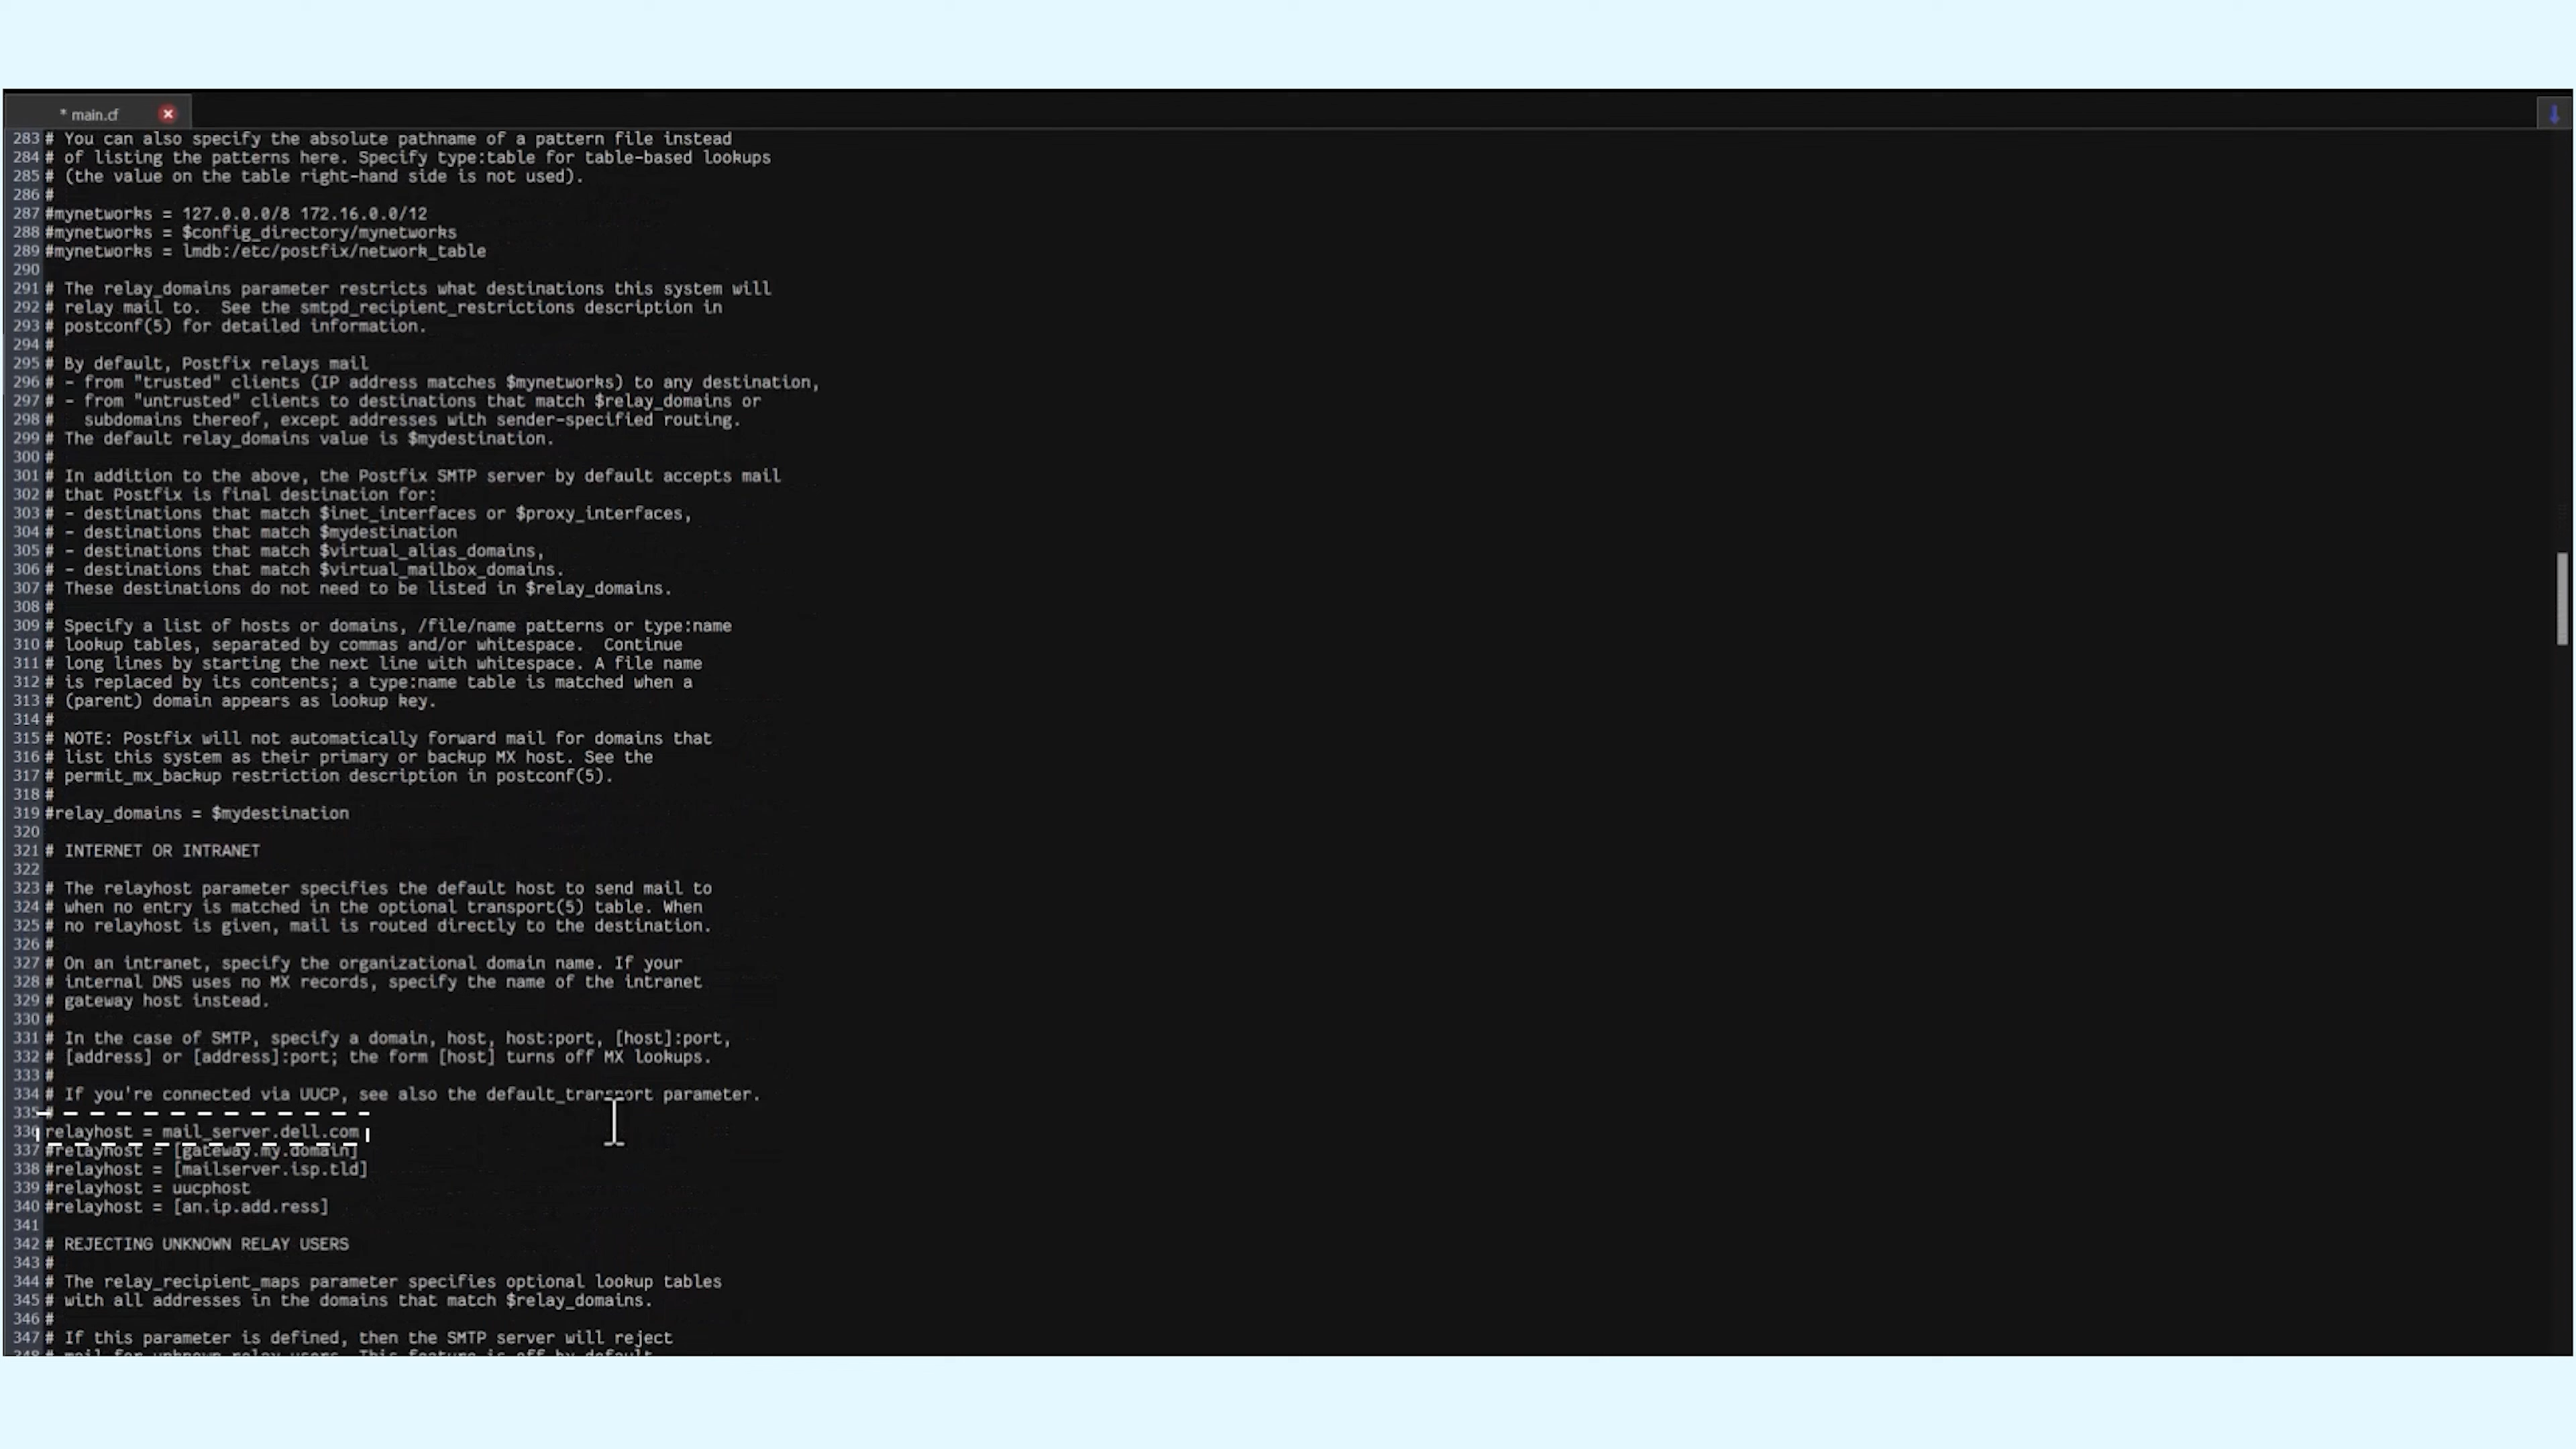 * main.cf
283 # You can also specify the absolute pathname of a pattern file instead
284 # of listing the patterns here. Specify type:table for table-based lookups
285 # (the value on the table right-hand side is not used).
286 #
287 #mynetworks = 127.0.0.0/8 172.16.0.0/12
288 #mynetworks = $config_directory/mynetworks
289 #mynetworks = lmdb:/etc/postfix/network_table
290
291 # The relay_domains parameter restricts what destinations this system will
292 # relay mail to.  See the smtpd_recipient_restrictions description in
293 # postconf(5) for detailed information.
294 #
295 # By default, Postfix relays mail
296 # - from "trusted" clients (IP address matches $mynetworks) to any destination,
297 # - from "untrusted" clients to destinations that match $relay_domains or
298 #   subdomains thereof, except addresses with sender-specified routing.
299 # The default relay_domains value is $mydestination.
300 #
301 # In addition to the above, the Postfix SMTP server by default accepts mail
302 # that Postfix is final destination for:
303 # - destinations that match $inet_interfaces or $proxy_interfaces,
304 # - destinations that match $mydestination
305 # - destinations that match $virtual_alias_domains,
306 # - destinations that match $virtual_mailbox_domains.
307 # These destinations do not need to be listed in $relay_domains.
308 #
309 # Specify a list of hosts or domains, /file/name patterns or type:name
310 # lookup tables, separated by commas and/or whitespace.  Continue
311 # long lines by starting the next line with whitespace. A file name
312 # is replaced by its contents; a type:name table is matched when a
313 # (parent) domain appears as lookup key.
314 #
315 # NOTE: Postfix will not automatically forward mail for domains that
316 # list this system as their primary or backup MX host. See the
317 # permit_mx_backup restriction description in postconf(5).
318 #
319 #relay_domains = $mydestination
320
321 # INTERNET OR INTRANET
322
323 # The relayhost parameter specifies the default host to send mail to
324 # when no entry is matched in the optional transport(5) table. When
325 # no relayhost is given, mail is routed directly to the destination.
326 #
327 # On an intranet, specify the organizational domain name. If your
328 # internal DNS uses no MX records, specify the name of the intranet
329 # gateway host instead.
330 #
331 # In the case of SMTP, specify a domain, host, host:port, [host]:port,
332 # [address] or [address]:port; the form [host] turns off MX lookups.
333 #
334 # If you're connected via UUCP, see also the default_transport parameter.
335 #
336 relayhost = mail_server.dell.com
337 #relayhost = [gateway.my.domain]
338 #relayhost = [mailserver.isp.tld]
339 #relayhost = uucphost
340 #relayhost = [an.ip.add.ress]
341
342 # REJECTING UNKNOWN RELAY USERS
343 #
344 # The relay_recipient_maps parameter specifies optional lookup tables
345 # with all addresses in the domains that match $relay_domains.
346 #
347 # If this parameter is defined, then the SMTP server will reject
348 # mail for unknown relay users. This feature is off by default.